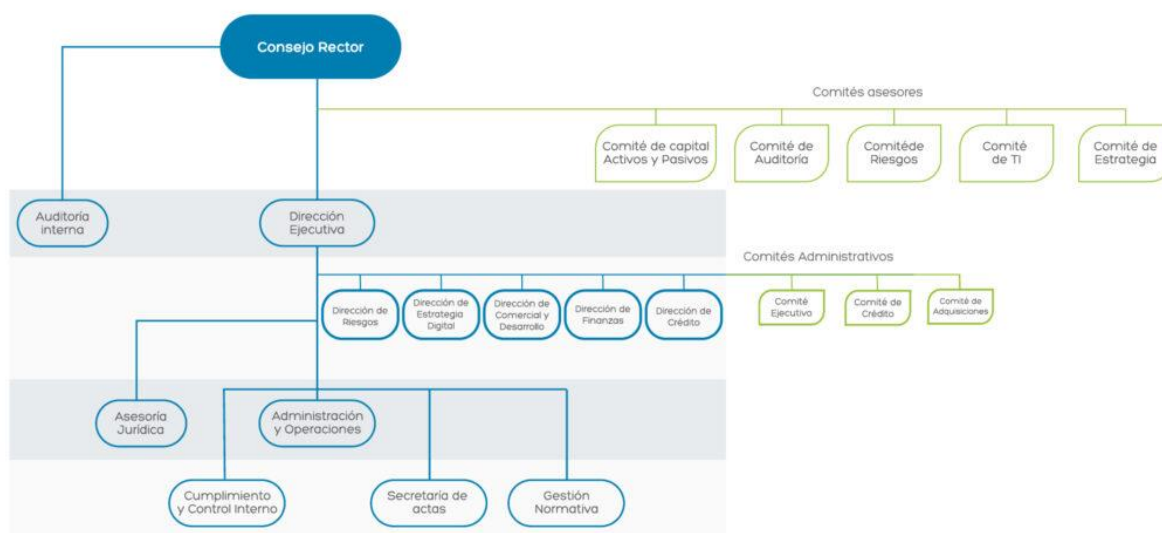 Consejo Rector
Comités asesores
Comité de capital
Activos y Pasivos
Comité de
Auditoría
Comitéde
Riesgos
Comité
de TI
Comité de
Estrategia
Auditoría
interna
Dirección
Ejecutiva
Comités Administrativos
Dirección de
Riesgos
Dirección de
Estrategia
Digital
Dirección de
Comercial y
Desarrollo
Dirección de
Finanzas
Dirección de
Crédito
Comité
Ejecutivo
Comité de
Crédito
Comité de
Adquisiciones
Asesoría
Jurídica
Administración
y Operaciones
Cumplimiento
y Control Interno
Secretaría de
actas
Gestión
Normativa